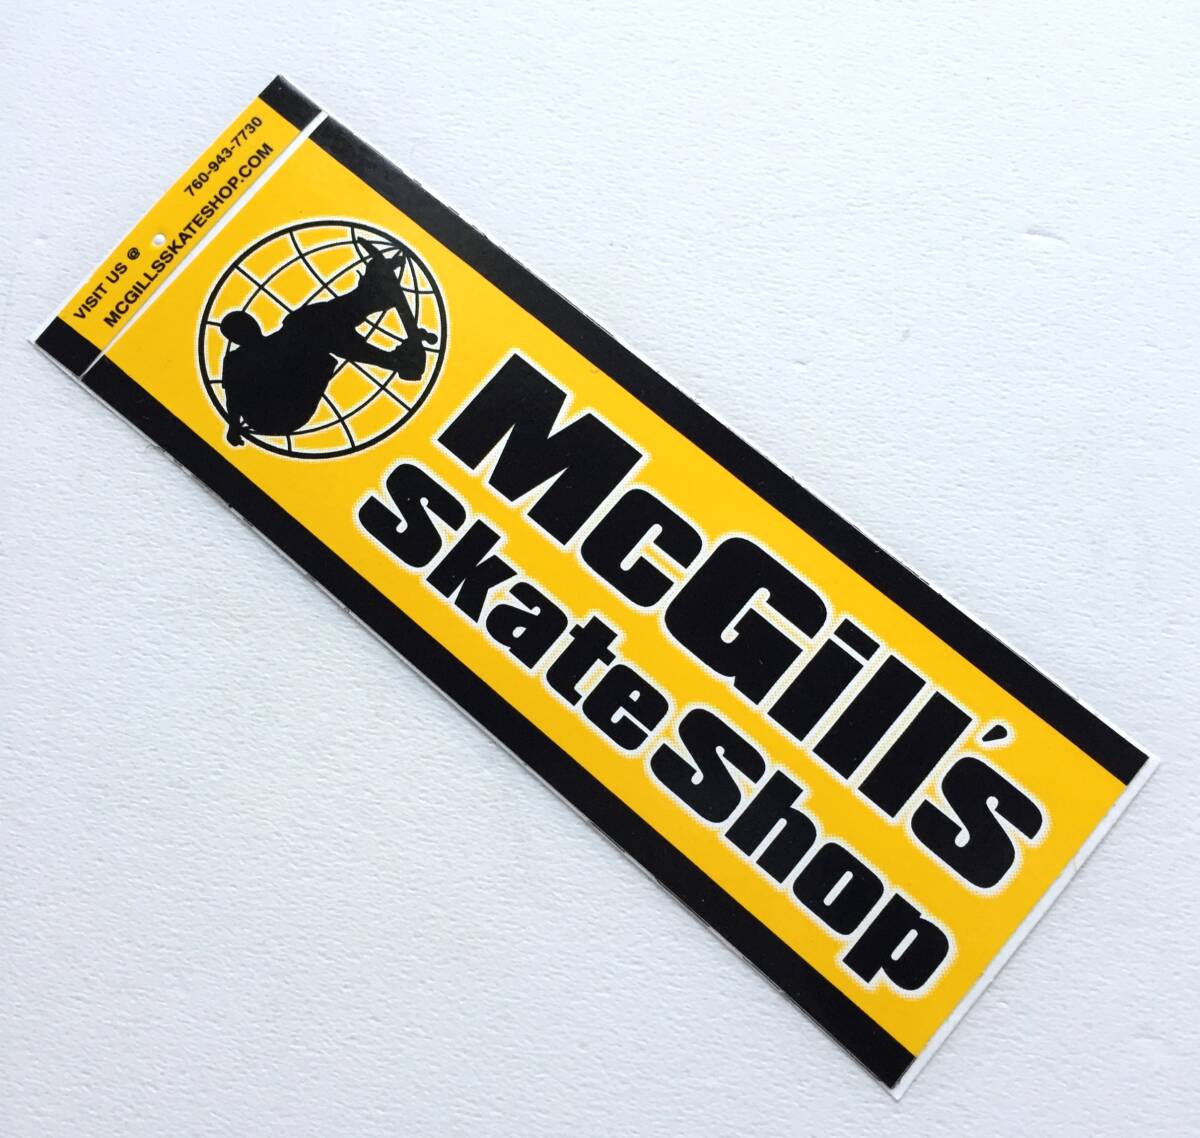 VISIT US @ 760-943-7730
MCGILLSSKATESHOP.COM
McGill's
Skate Shop